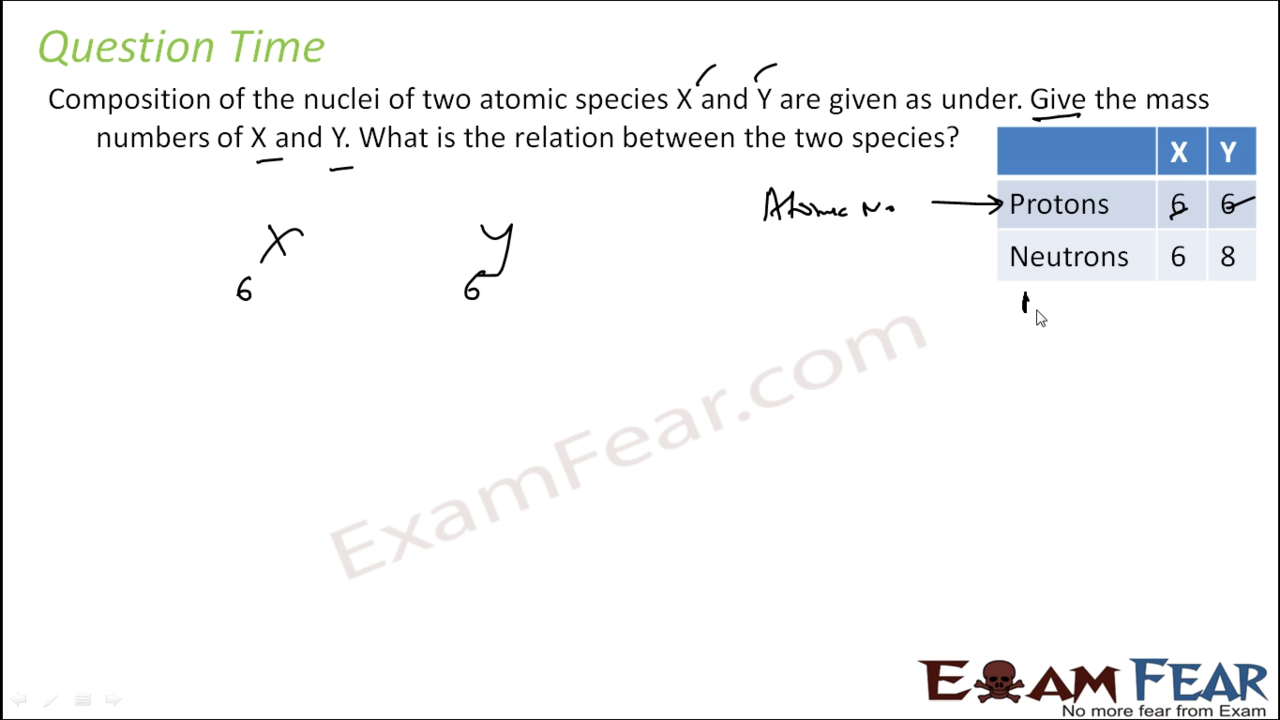 Question Time
Composition of the nuclei of two atomic species X and Y are given as under. Give the mass
numbers of X and Y. What is the relation between the two species?
X Y
Atomic No. Protons 6 6
Neutrons 6 8
X Y
6 6
ExamFear.com
EXAM FEAR
No more fear from Exam